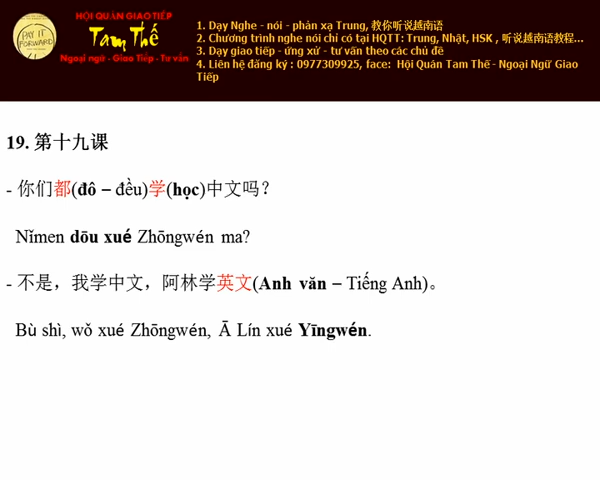 PAY IT
FORWARD
HỘI QUÁN GIAO TIẾP
Tam Thế
Ngoại ngữ - Giao Tiếp - Tư vấn
1. Dạy Nghe - nói - phản xạ Trung, 教你听说越南语
2. Chương trình nghe nói chỉ có tại HQTT: Trung, Nhật, HSK , 听说越南语教程...
3. Dạy giao tiếp - ứng xử - tư vấn theo các chủ đề
4. Liên hệ đăng ký : 0977309925, face: Hội Quán Tam Thế - Ngoại Ngữ Giao
Tiếp
19. 第十九课
- 你们都(đô – đều)学(học)中文吗?
Nǐmen dōu xué Zhōngwén ma?
- 不是，我学中文，阿林学英文(Anh văn – Tiếng Anh)。
Bù shì, wǒ xué Zhōngwén, Ā Lín xué Yīngwén.